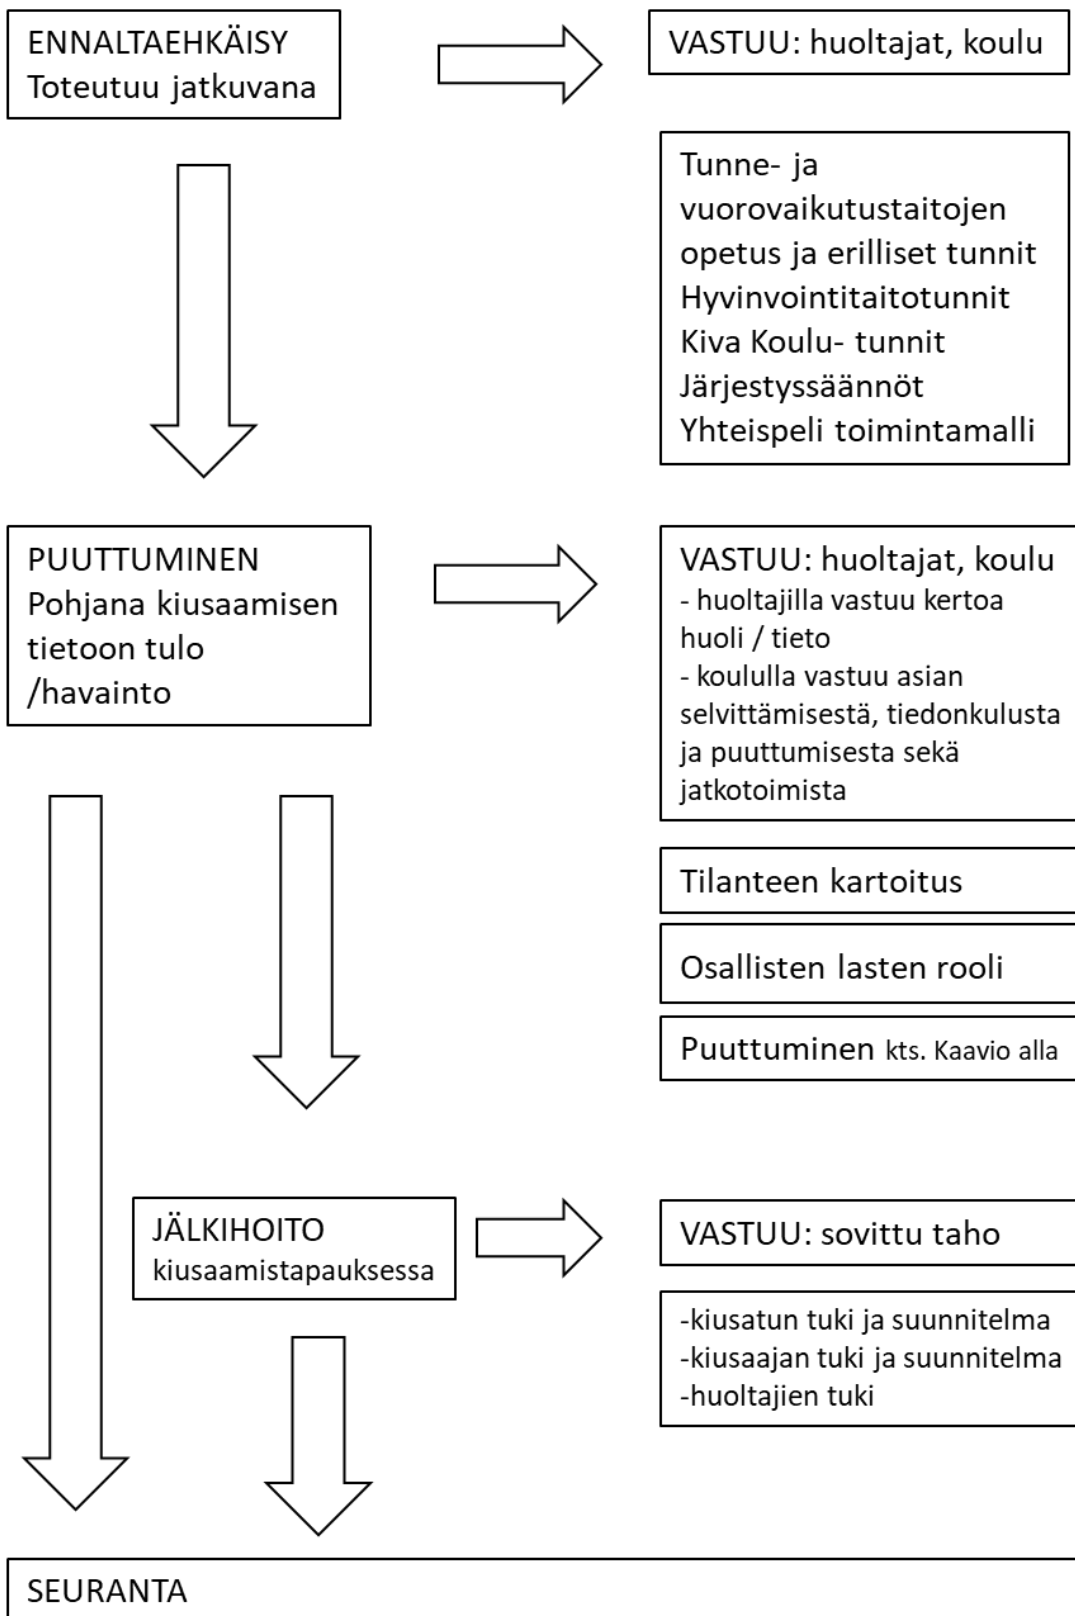 ENNALTAEHKÄISY
Toteutuu jatkuvana
VASTUU: huoltajat, koulu
Tunne- ja
vuorovaikutustaitojen
opetus ja erilliset tunnit
Hyvinvointitaitotunnit
Kiva Koulu- tunnit
Järjestyssäännöt
Yhteispeli toimintamalli
PUUTTUMINEN
Pohjana kiusaamisen
tietoon tulo
/havainto
VASTUU: huoltajat, koulu
- huoltajilla vastuu kertoa
huoli / tieto
- koululla vastuu asian
selvittämisestä, tiedonkulusta
ja puuttumisesta sekä
jatkotoimista
Tilanteen kartoitus
Osallisten lasten rooli
Puuttuminen kts. Kaavio alla
JÄLKIHOITO
kiusaamistapauksessa
VASTUU: sovittu taho
-kiusatun tuki ja suunnitelma
-kiusaajan tuki ja suunnitelma
-huoltajien tuki
SEURANTA